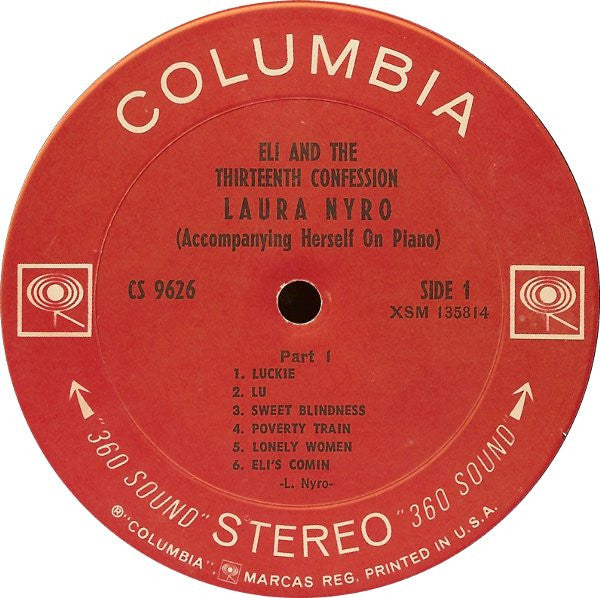 COLUMBIA
ELI AND THE
THIRTEENTH CONFESSION
LAURA NYRO
(Accompanying Herself On Piano)
CS 9626
SIDE 1
XSM 135814
Part 1
1. LUCKIE
2. LU
3. SWEET BLINDNESS
4. POVERTY TRAIN
5. LONELY WOMEN
6. ELI'S COMIN
-L. Nyro-
"360 SOUND" STEREO "360 SOUND"
®"COLUMBIA", MARCAS REG. PRINTED IN U.S.A.